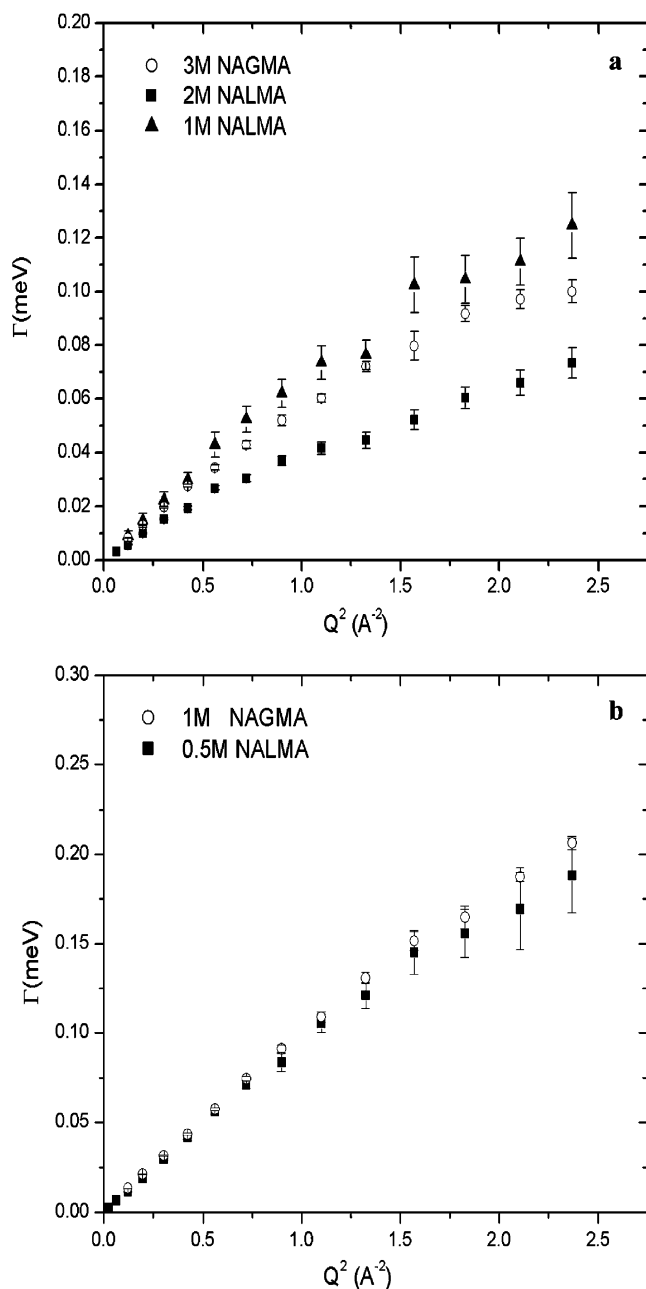 a
3M NAGMA
2M NALMA
1M NALMA
0.20
0.18
0.16
0.14
0.12
0.10
0.08
0.06
0.04
0.02
0.00
Γ(meV)
0.0 0.5 1.0 1.5 2.0 2.5
Q² (A⁻²)
b
1M NAGMA
0.5M NALMA
0.30
0.25
0.20
0.15
0.10
0.05
0.00
Γ(meV)
0.0 0.5 1.0 1.5 2.0 2.5
Q² (A⁻²)